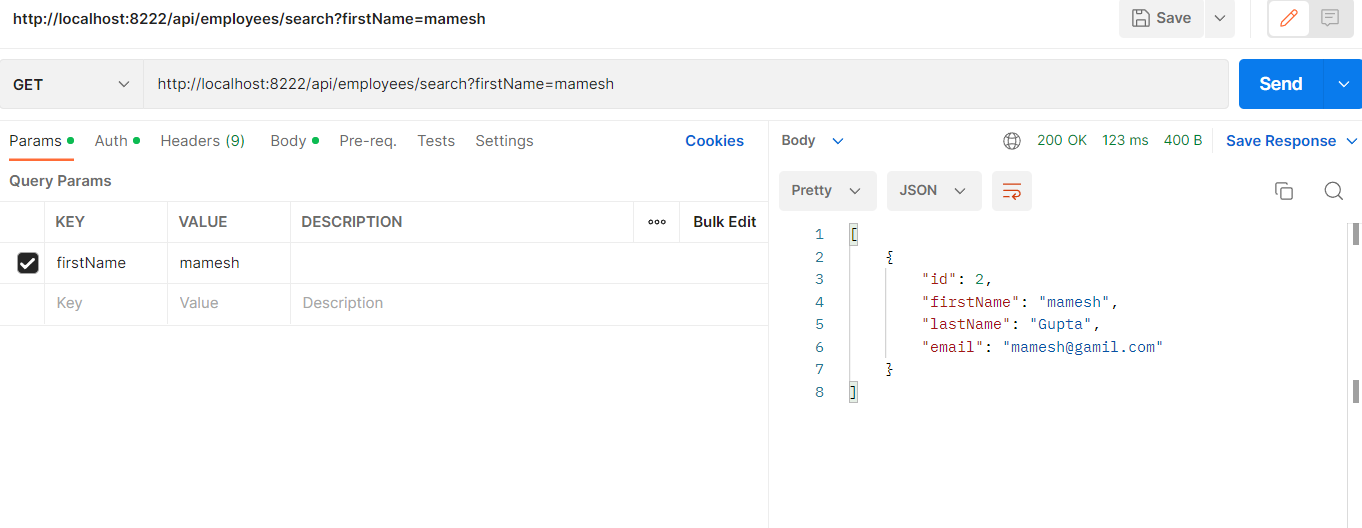 http://localhost:8222/api/employees/search?firstName=mamesh
Save
GET
http://localhost:8222/api/employees/search?firstName=mamesh
Send
Params
Auth
Headers (9)
Body
Pre-req.
Tests
Settings
Cookies
Query Params
KEY
VALUE
DESCRIPTION
Bulk Edit
firstName
mamesh
Key
Value
Description
Body
200 OK
123 ms
400 B
Save Response
Pretty
JSON
1 [
2 {
3 "id": 2,
4 "firstName": "mamesh",
5 "lastName": "Gupta",
6 "email": "mamesh@gamil.com"
7 }
8 ]